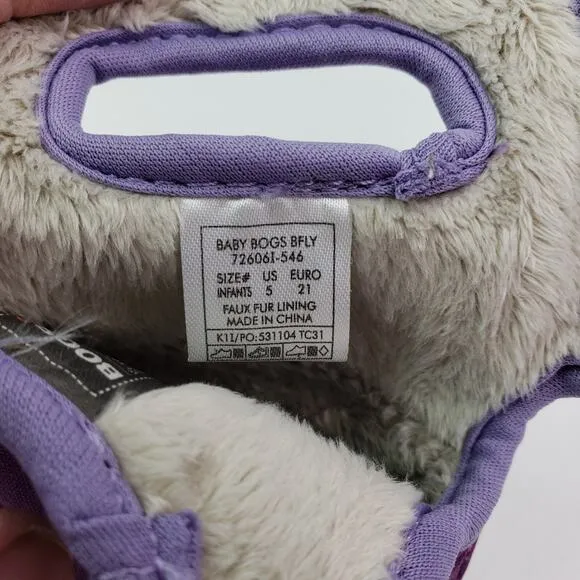 BABY BOGS BFLY
72606I-546
SIZE# US EURO
INFANTS 5 21
FAUX FUR LINING
MADE IN CHINA
K1I/PO:531104 TC31